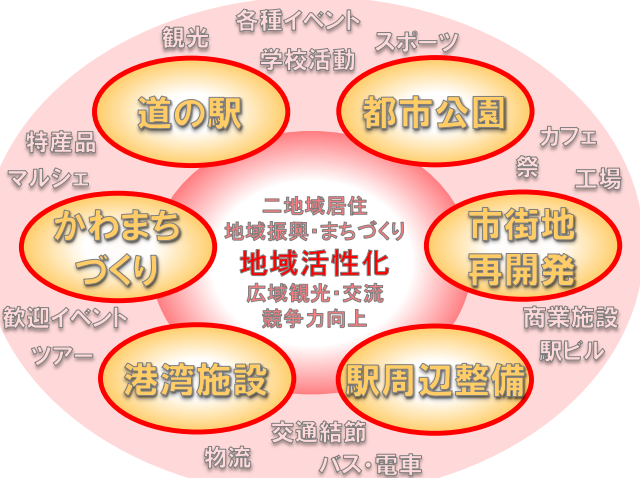 各種イベント
観光
学校活動
スポーツ
道の駅
都市公園
特産品
マルシェ
カフェ
祭
工場
かわまち
づくり
二地域居住
地域振興・まちづくり
地域活性化
広域観光・交流
競争力向上
市街地
再開発
歓迎イベント
ツアー
商業施設
駅ビル
港湾施設
駅周辺整備
交通結節
物流
バス・電車